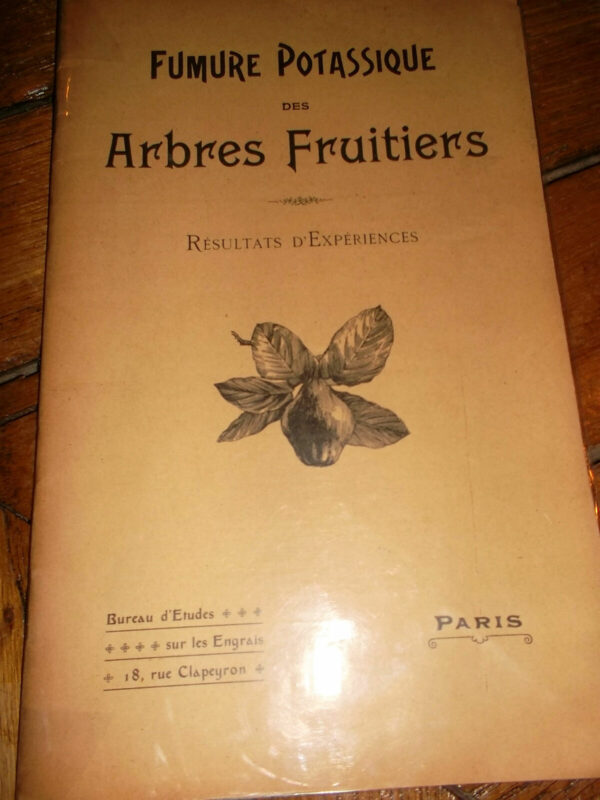 FUMURE POTASSIQUE
DES
Arbres Fruitiers
RÉSULTATS D'EXPÉRIENCES
Bureau d'Etudes
sur les Engrais
18, rue Clapeyron
PARIS